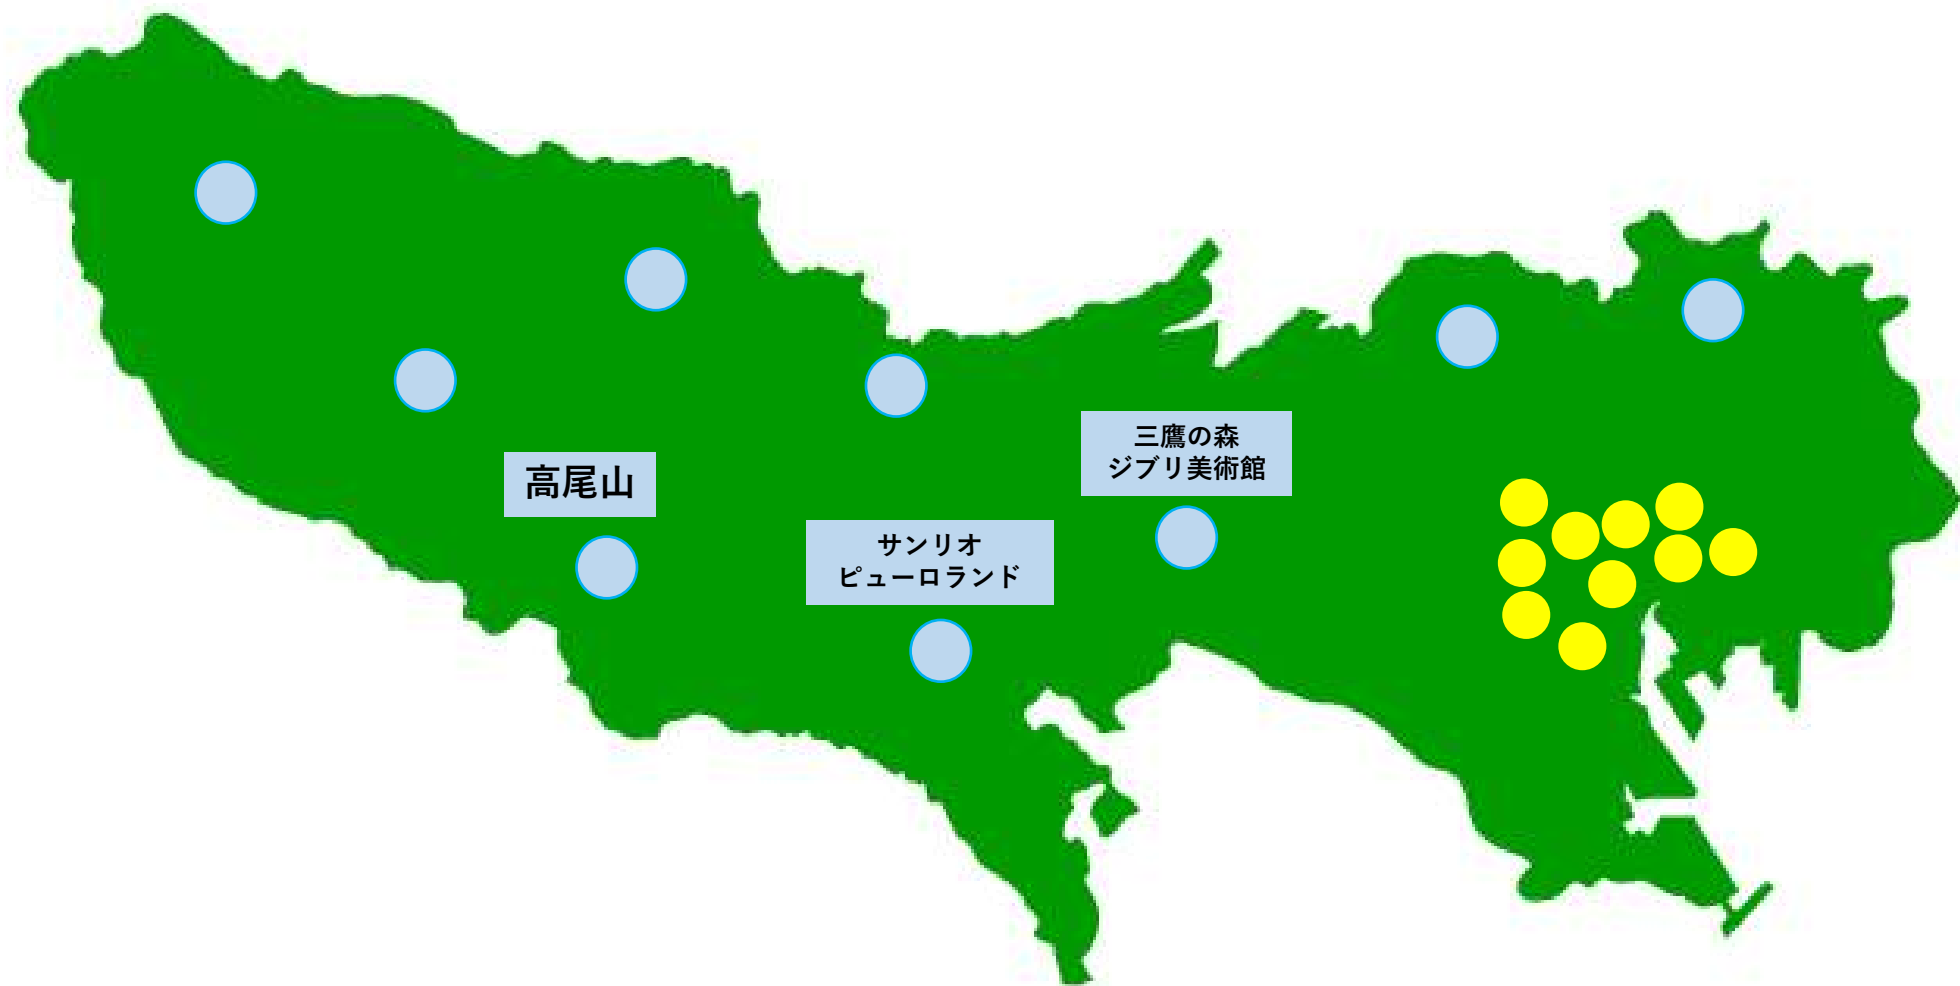 三鷹の森
ジブリ美術館
高尾山
サンリオ
ピューロランド